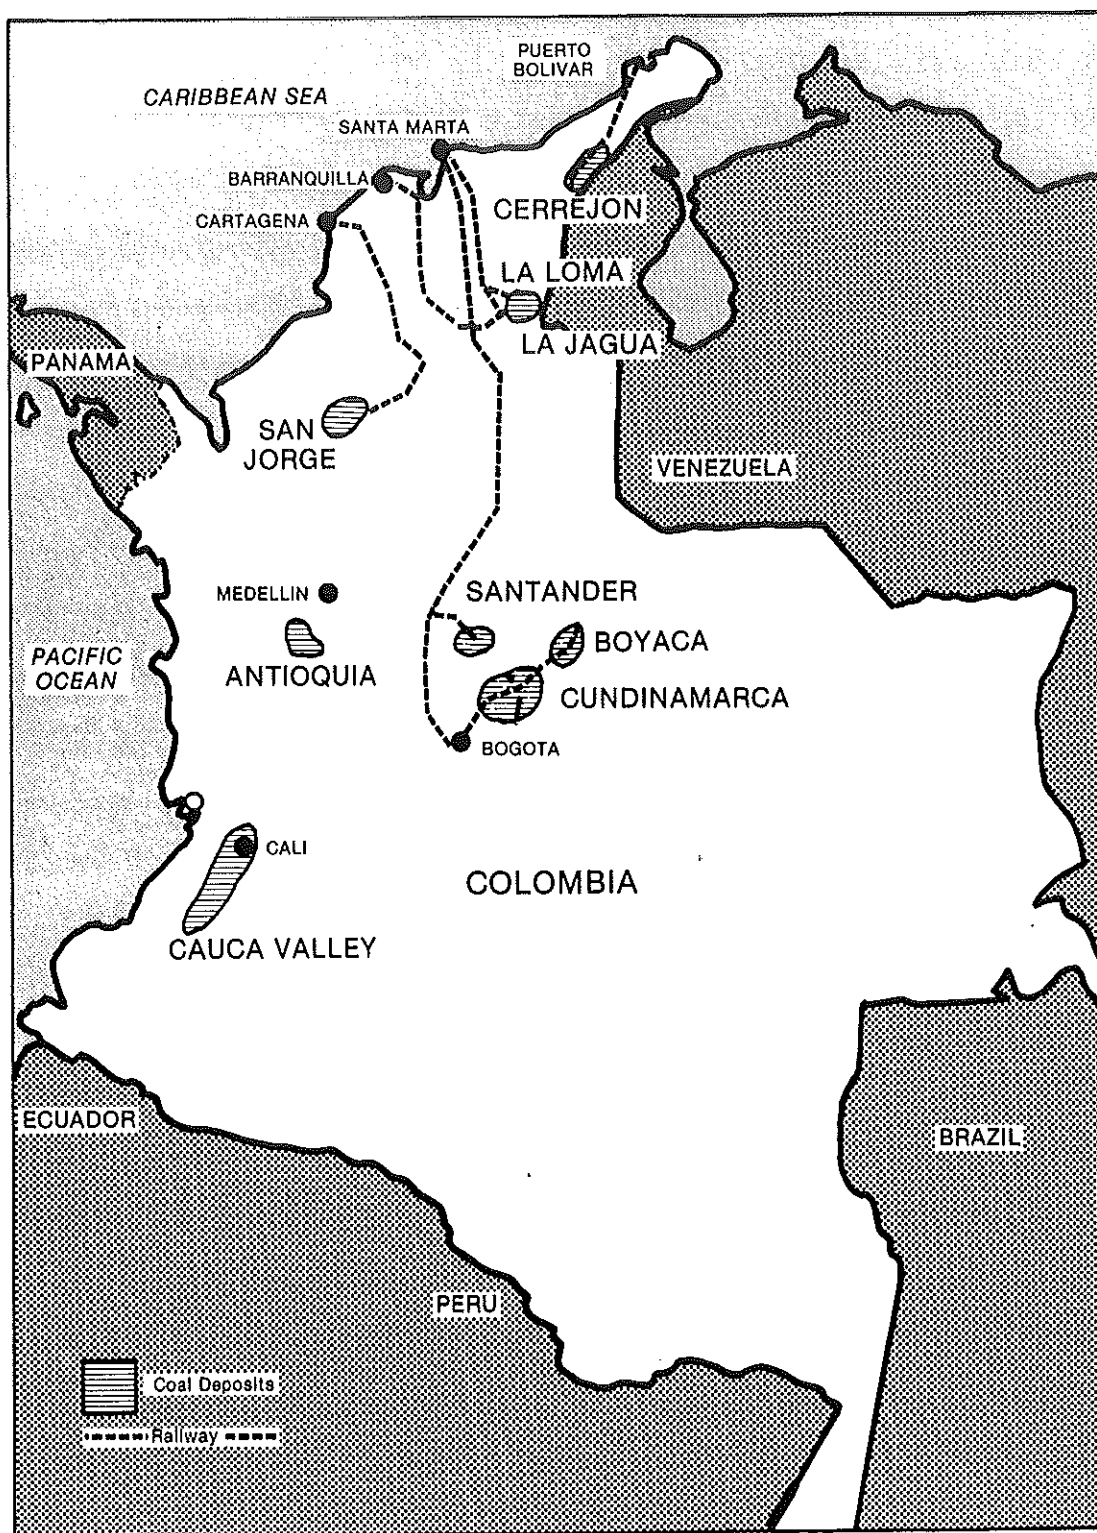 PUERTO
BOLIVAR
CARIBBEAN SEA
SANTA MARTA
BARRANQUILLA
CERREJON
CARTAGENA
LA LOMA
LA JAGUA
PANAMA
SAN
JORGE
VENEZUELA
MEDELLIN
SANTANDER
BOYACA
PACIFIC
OCEAN
ANTIOQUIA
CUNDINAMARCA
BOGOTA
CALI
COLOMBIA
CAUCA VALLEY
ECUADOR
BRAZIL
PERU
Coal Deposits
Railway